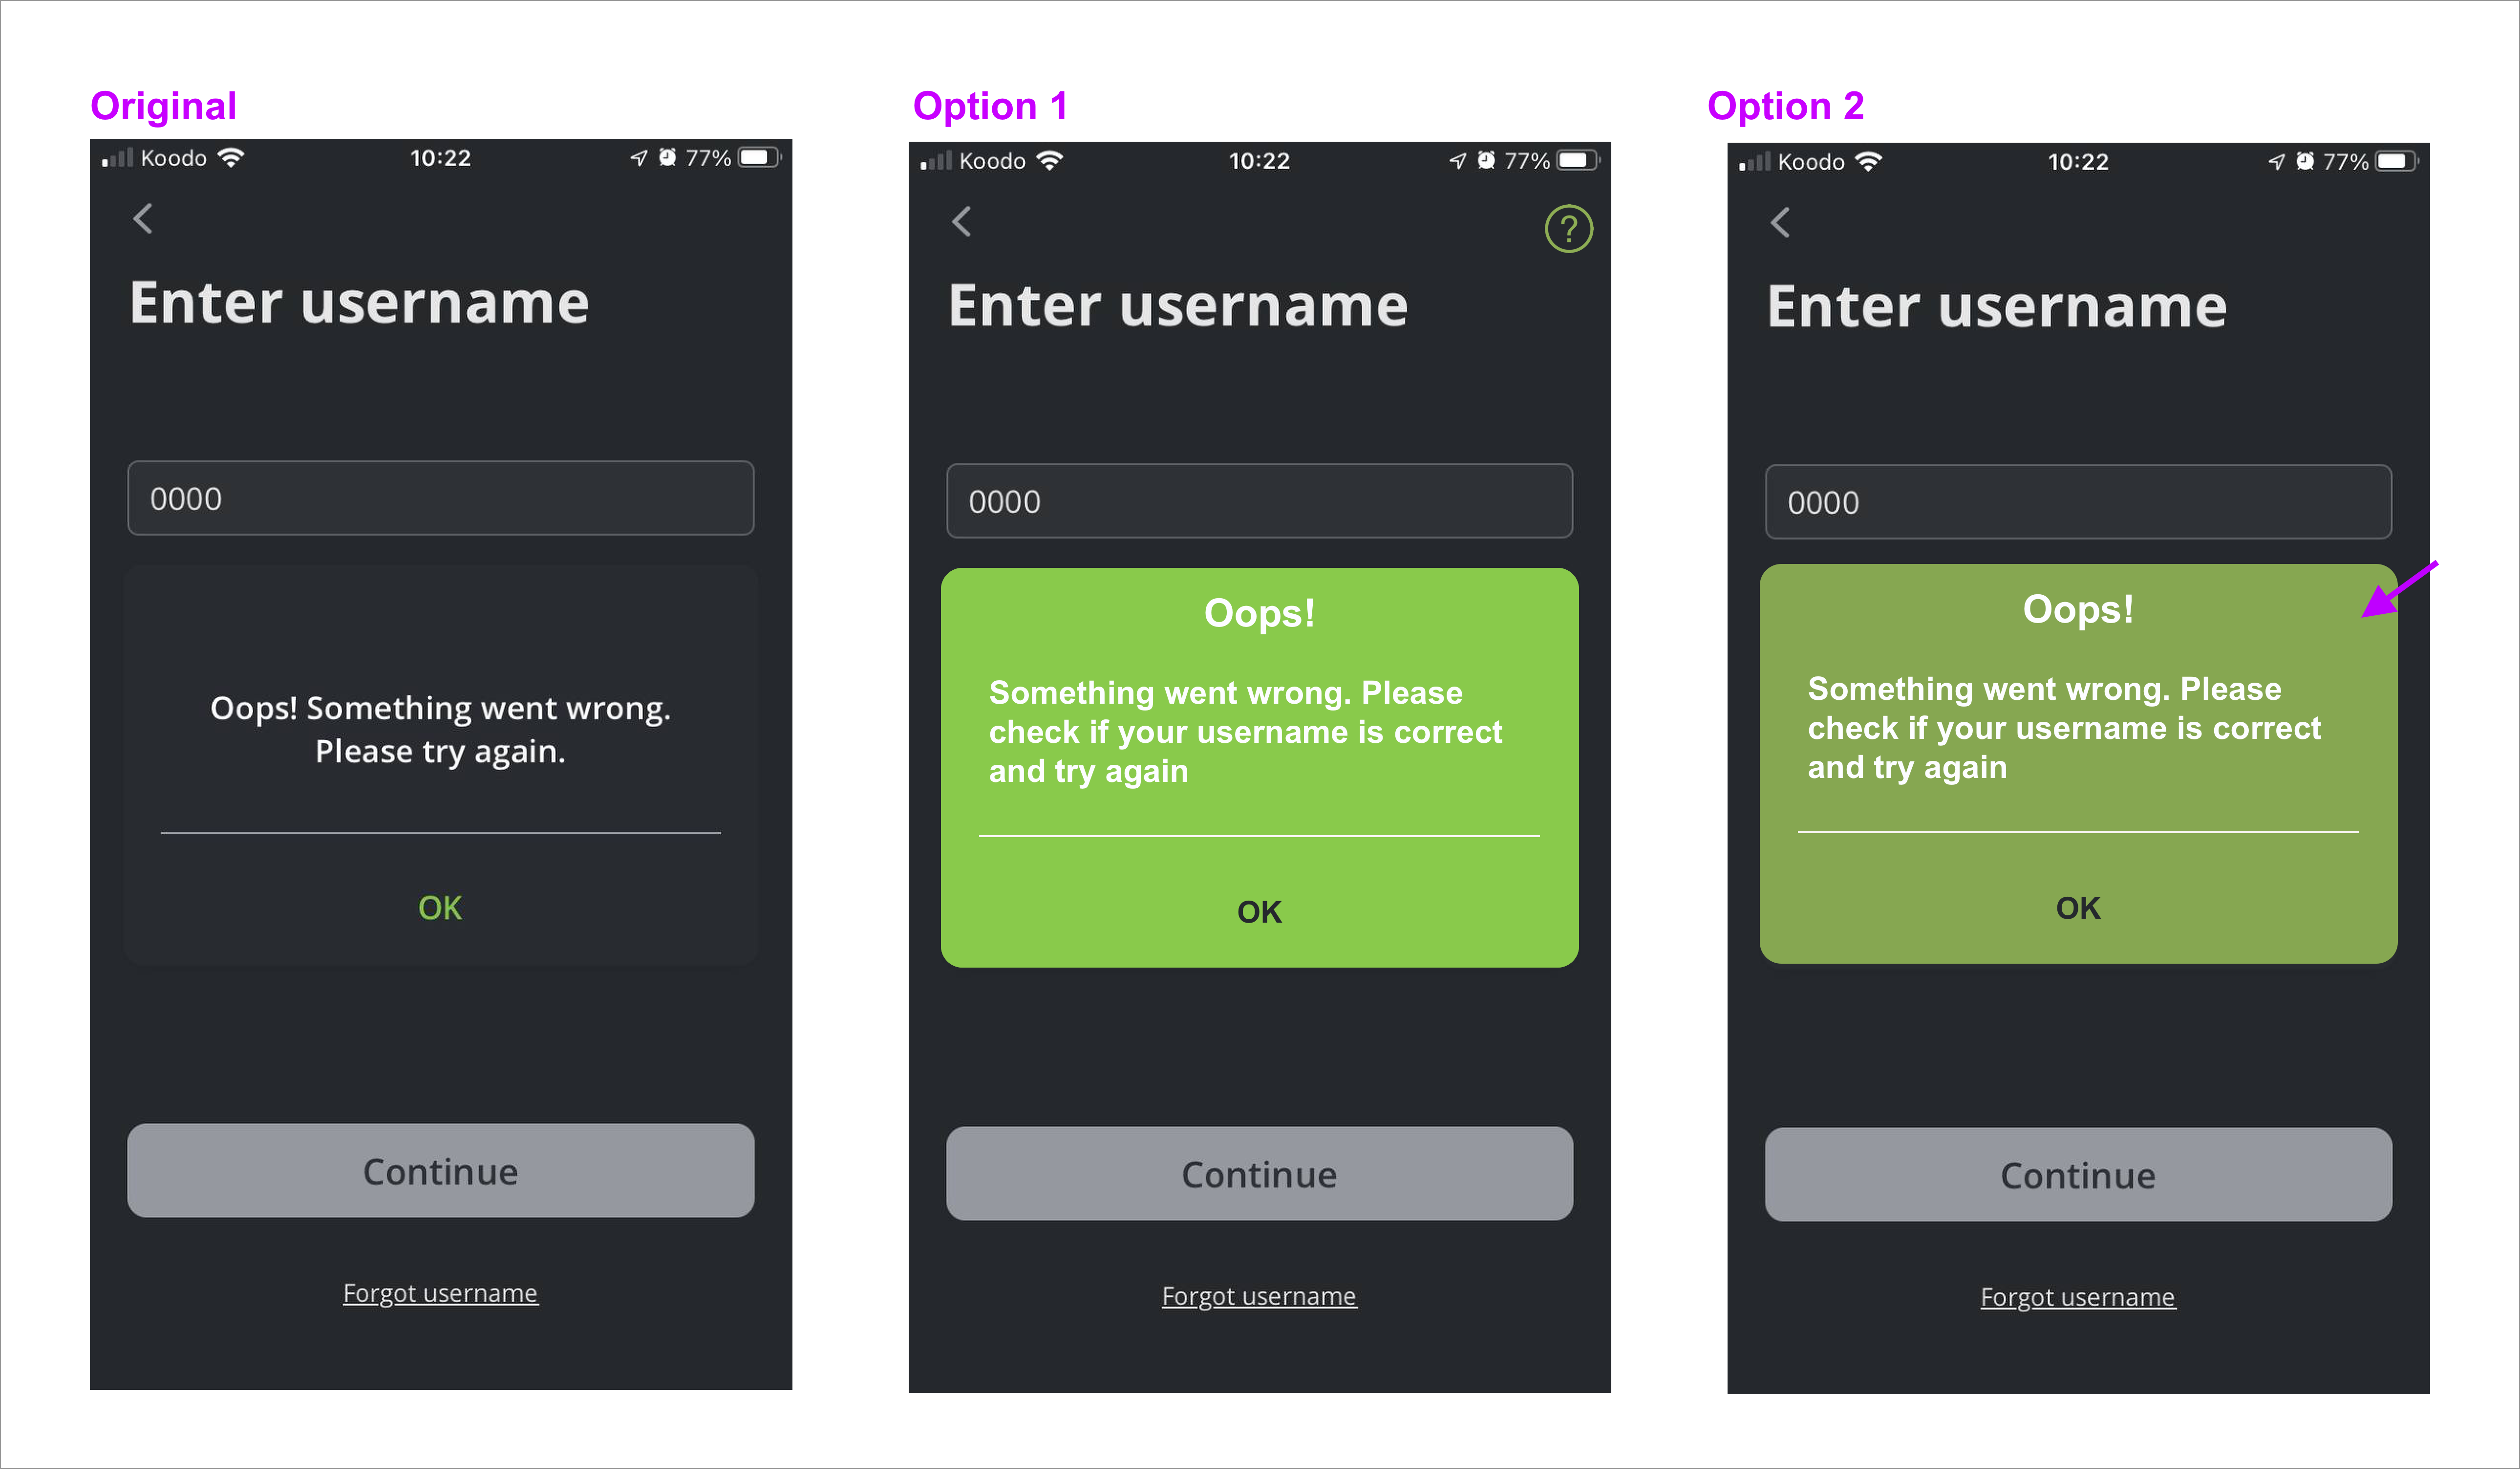 Original
Koodo 10:22 77%
Enter username
0000
Oops! Something went wrong.
Please try again.
OK
Continue
Forgot username
Option 1
Koodo 10:22 77%
?
Enter username
0000
Oops!
Something went wrong. Please
check if your username is correct
and try again
OK
Continue
Forgot username
Option 2
Koodo 10:22 77%
Enter username
0000
Oops!
Something went wrong. Please
check if your username is correct
and try again
OK
Continue
Forgot username